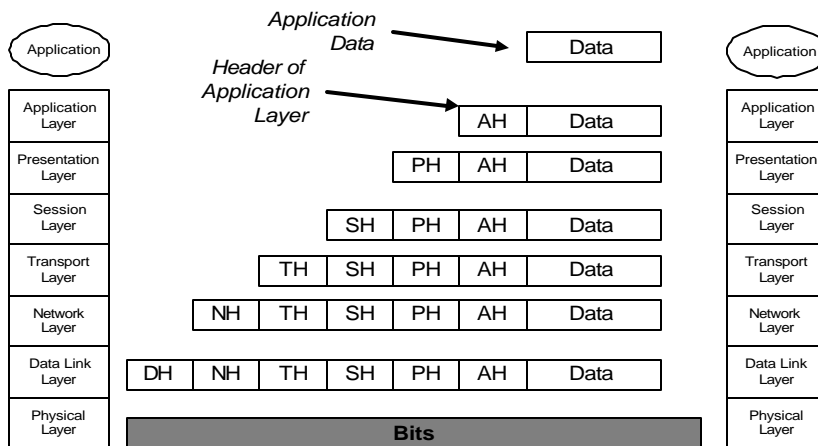 Application
Data
Data
Application
Application
Header of
Application
Layer
Application
Layer
AH Data
Application
Layer
Presentation
Layer
PH AH Data
Presentation
Layer
Session
Layer
SH PH AH Data
Session
Layer
Transport
Layer
TH SH PH AH Data
Transport
Layer
Network
Layer
NH TH SH PH AH Data
Network
Layer
Data Link
Layer
DH NH TH SH PH AH Data
Data Link
Layer
Physical
Layer
Bits
Physical
Layer